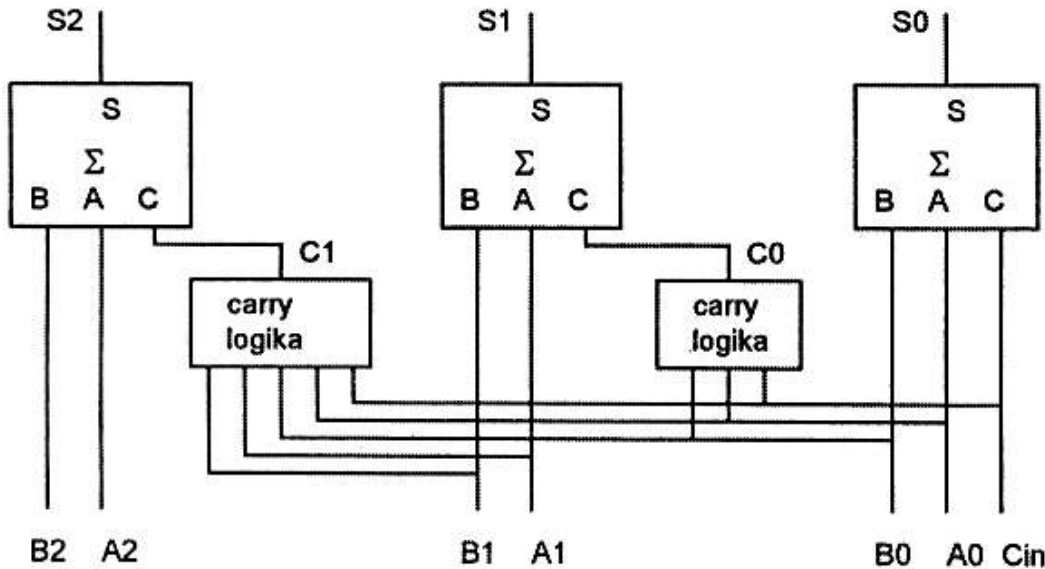 S2 S1 S0
S S S
Σ Σ Σ
B A C B A C B A C
C1 C0
carry carry
logika logika
B2 A2 B1 A1 B0 A0 Cin